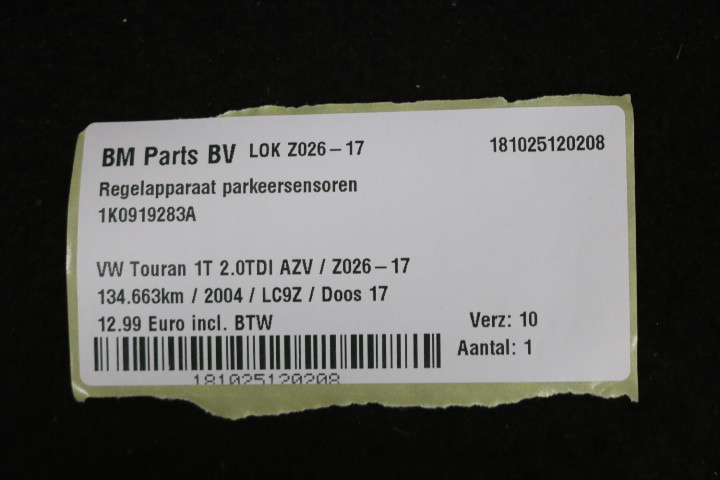 BM Parts BV LOK Z026-17 181025120208
Regelapparaat parkeersensoren
1K0919283A
VW Touran 1T 2.0TDI AZV / Z026-17
134.663km / 2004 / LC9Z / Doos 17
12.99 Euro incl. BTW Verz: 10
Aantal: 1
181025120208